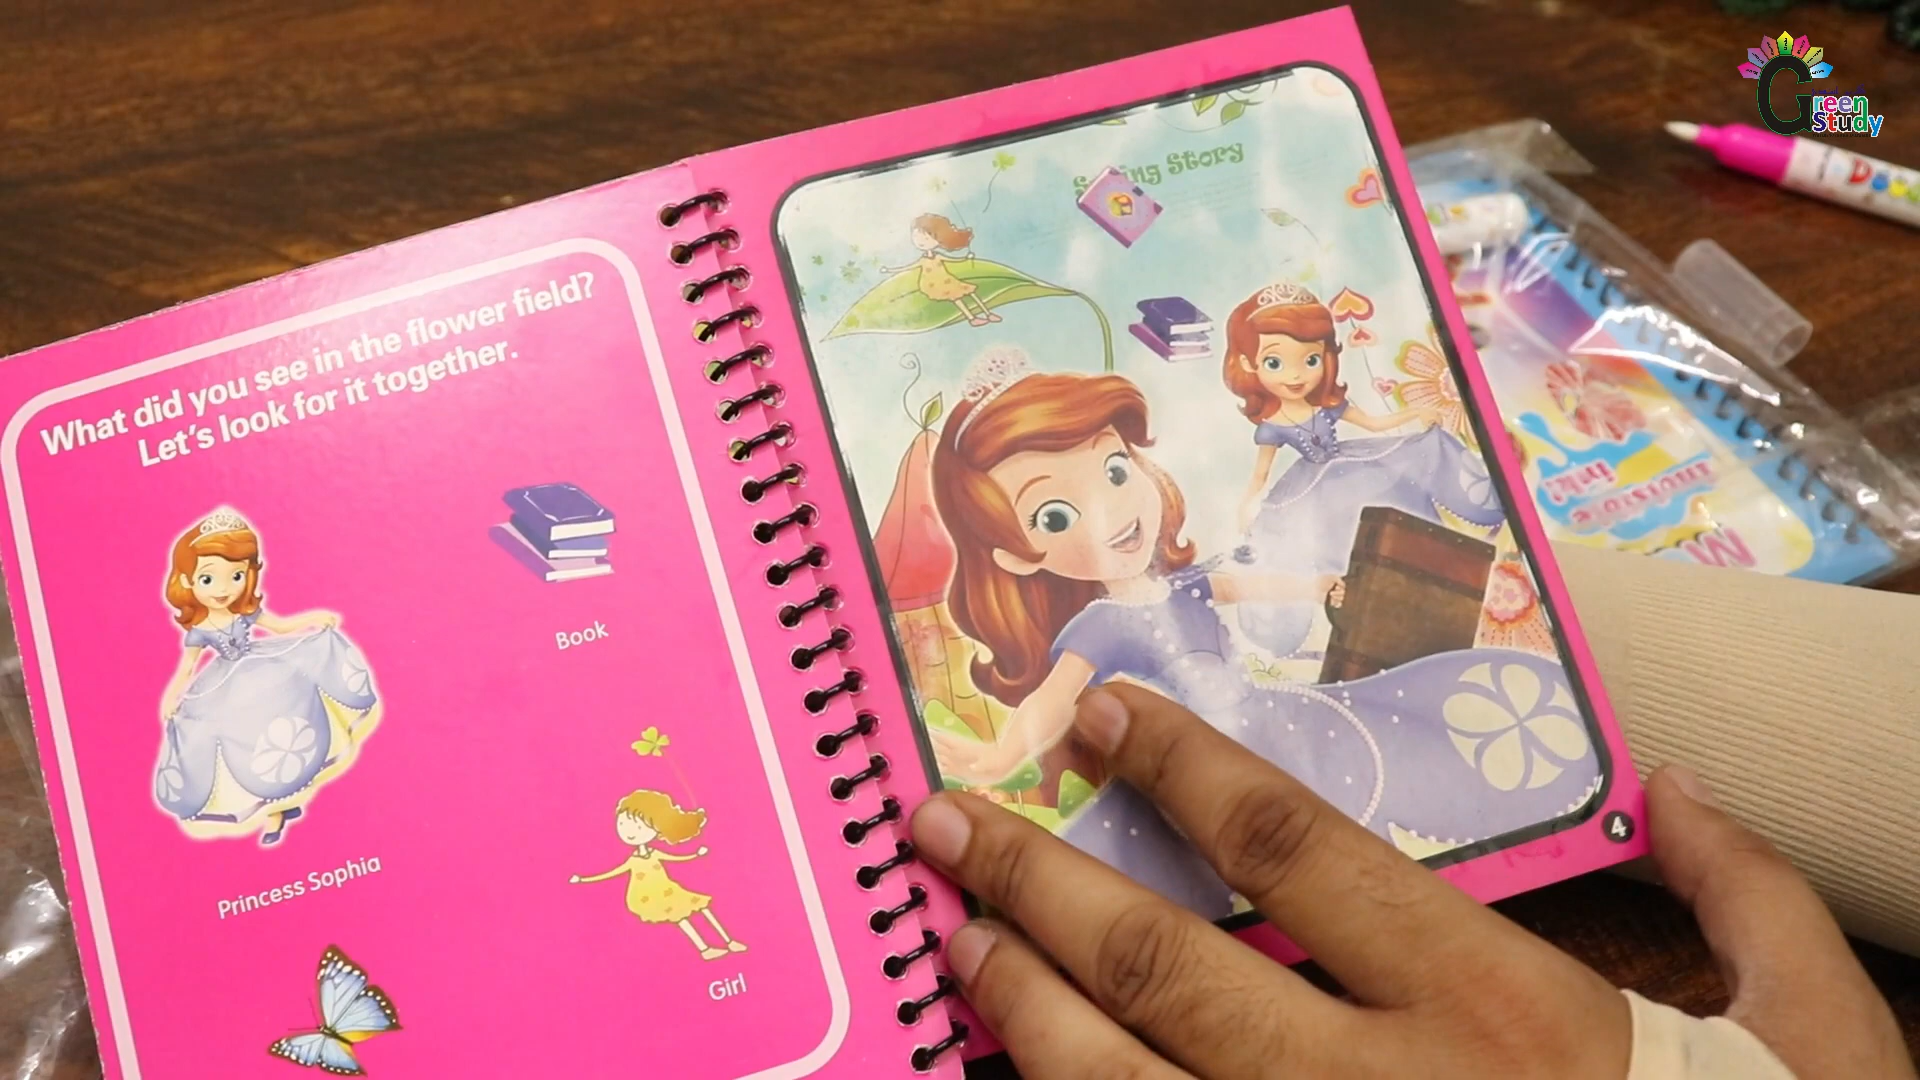 What did you see in the flower field?
Let's look for it together.
Book
Princess Sophia
Girl
Story
4
Green
Study
ink!